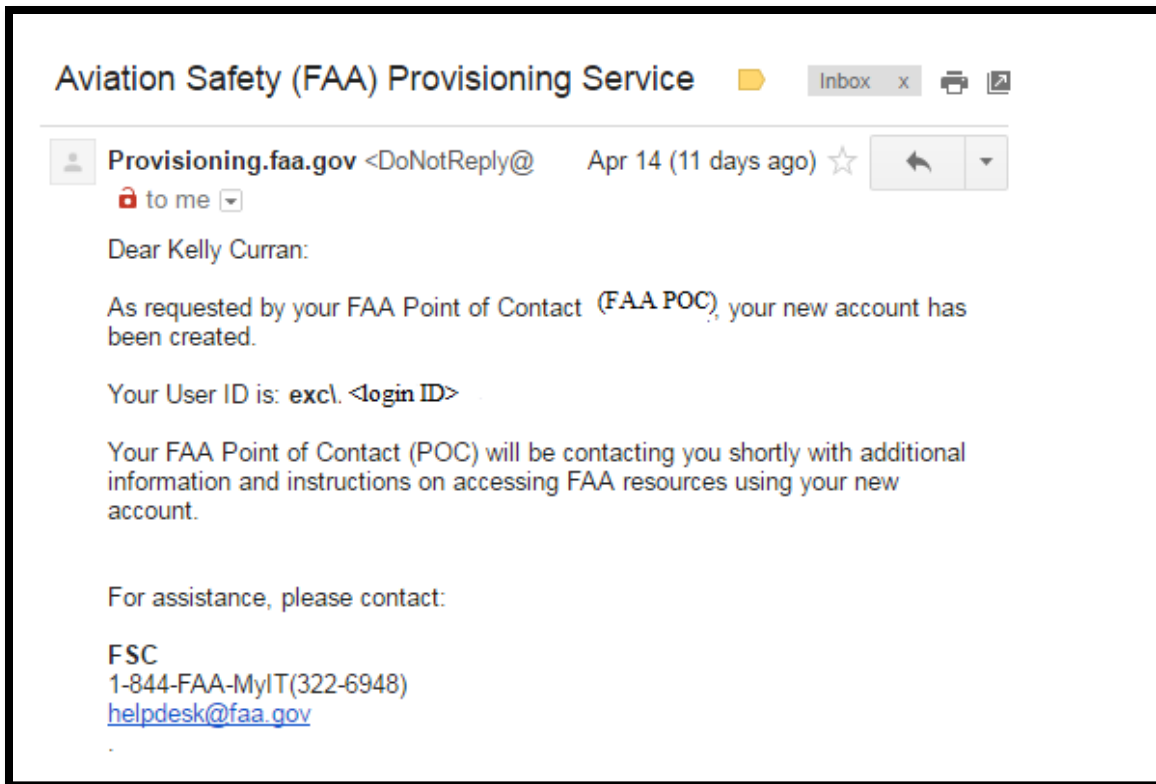 Aviation Safety (FAA) Provisioning Service
Inbox x
Provisioning.faa.gov <DoNotReply@ Apr 14 (11 days ago)
to me
Dear Kelly Curran:
As requested by your FAA Point of Contact (FAA POC), your new account has
been created.
Your User ID is: exc\. <login ID>
Your FAA Point of Contact (POC) will be contacting you shortly with additional
information and instructions on accessing FAA resources using your new
account.
For assistance, please contact:
FSC
1-844-FAA-MyIT(322-6948)
helpdesk@faa.gov
.